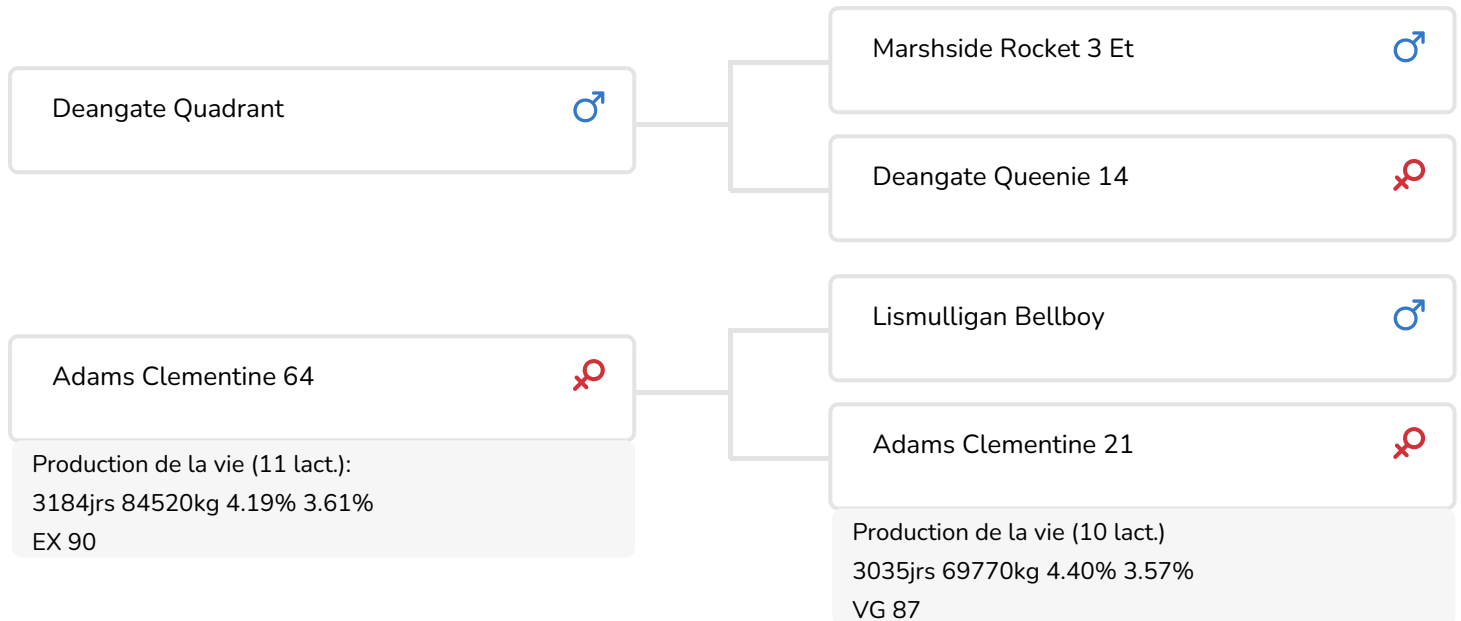 Marshside Rocket 3 Et
Deangate Quadrant
Deangate Queenie 14
Lismulligan Bellboy
Adams Clementine 64
Production de la vie (11 lact.):
3184jrs 84520kg 4.19% 3.61%
EX 90
Adams Clementine 21
Production de la vie (10 lact.)
3035jrs 69770kg 4.40% 3.57%
VG 87